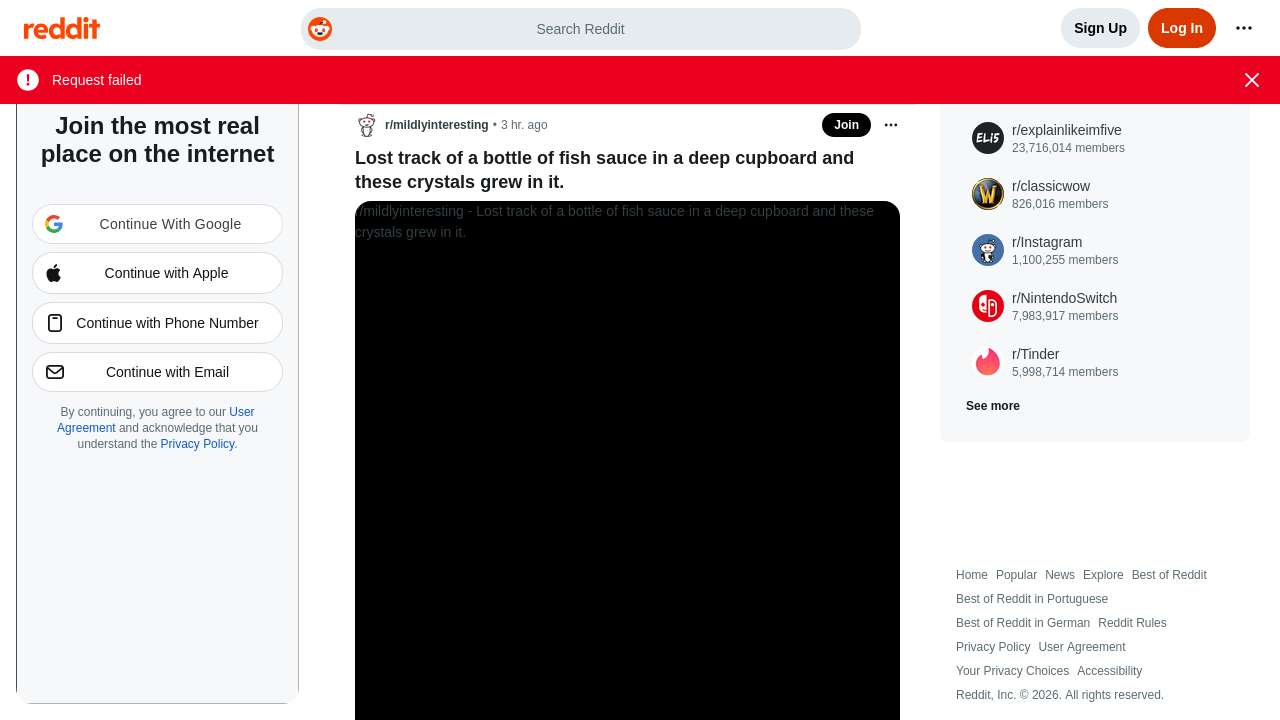 reddit
Search Reddit
Sign Up
Log In
Request failed
Join the most real
place on the internet
Continue With Google
Continue with Apple
Continue with Phone Number
Continue with Email
By continuing, you agree to our User
Agreement and acknowledge that you
understand the Privacy Policy.
r/mildlyinteresting • 3 hr. ago
Join
Lost track of a bottle of fish sauce in a deep cupboard and
these crystals grew in it.
r/mildlyinteresting - Lost track of a bottle of fish sauce in a deep cupboard and these
crystals grew in it.
ELI5
r/explainlikeimfive
23,716,014 members
r/classicwow
826,016 members
r/Instagram
1,100,255 members
r/NintendoSwitch
7,983,917 members
r/Tinder
5,998,714 members
See more
Home Popular News Explore Best of Reddit
Best of Reddit in Portuguese
Best of Reddit in German Reddit Rules
Privacy Policy User Agreement
Your Privacy Choices Accessibility
Reddit, Inc. © 2026. All rights reserved.